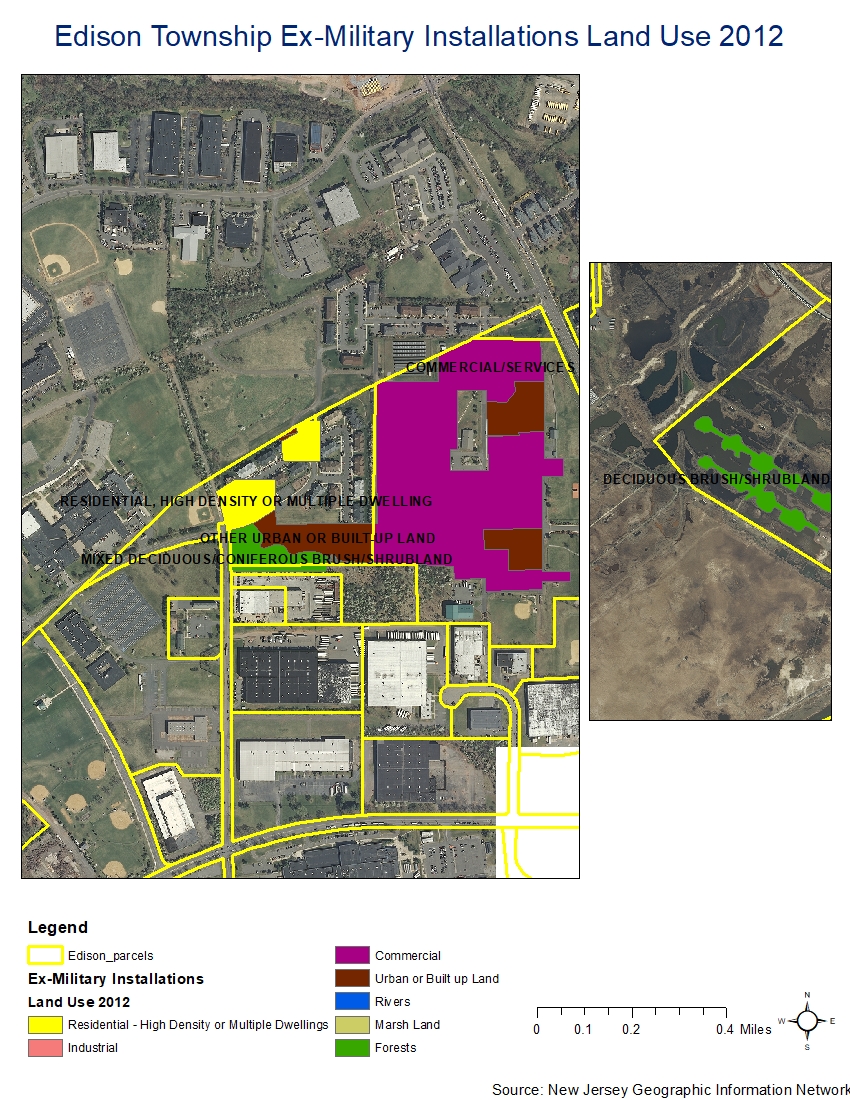 Edison Township Ex-Military Installations Land Use 2012
COMMERCIAL/SERVICES
RESIDENTIAL, HIGH DENSITY OR MULTIPLE DWELLING
OTHER URBAN OR BUILT-UP LAND
MIXED DECIDUOUS/CONIFEROUS BRUSH/SHRUBLAND
DECIDUOUS BRUSH/SHRUBLAND
Legend
Edison_parcels
Ex-Military Installations
Land Use 2012
Residential - High Density or Multiple Dwellings
Industrial
Commercial
Urban or Built up Land
Rivers
Marsh Land
Forests
0 0.1 0.2 0.4 Miles
N
W E
S
Source: New Jersey Geographic Information Network